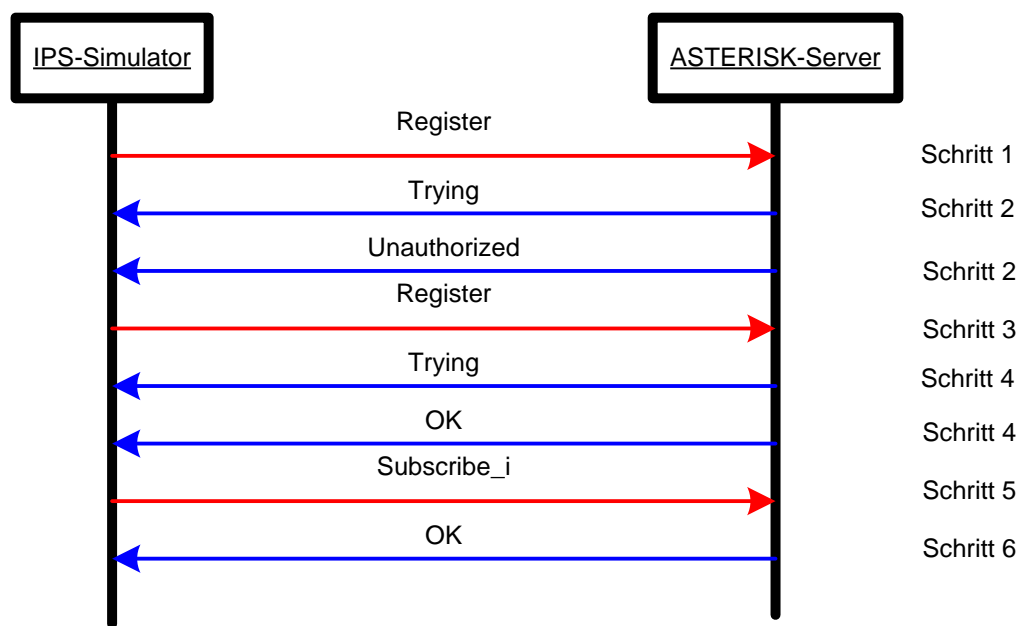 IPS-Simulator
ASTERISK-Server
Register
Schritt 1
Trying
Schritt 2
Unauthorized
Schritt 2
Register
Schritt 3
Trying
Schritt 4
OK
Schritt 4
Subscribe_i
Schritt 5
OK
Schritt 6